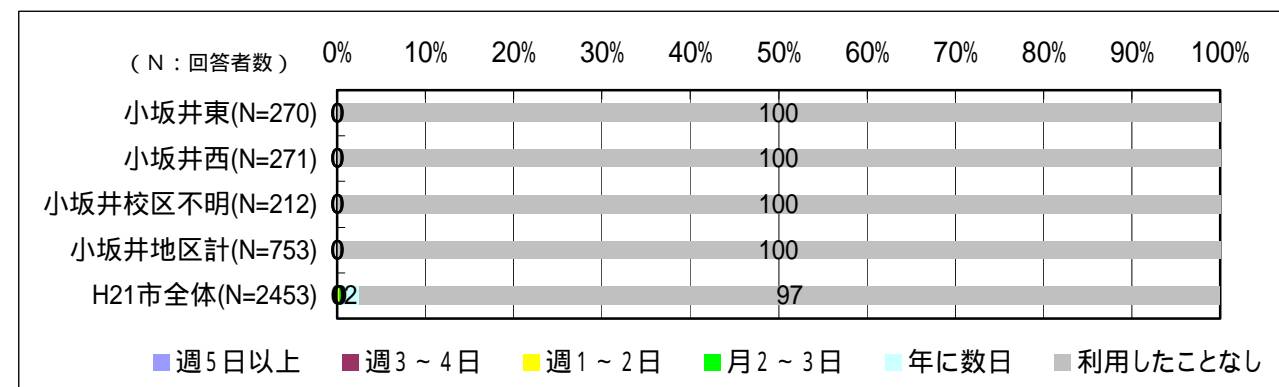 （Ｎ：回答者数） 0% 10% 20% 30% 40% 50% 60% 70% 80% 90% 100%
小坂井東(N=270) 0 100
小坂井西(N=271) 0 100
小坂井校区不明(N=212) 0 100
小坂井地区計(N=753) 0 100
H21市全体(N=2453) 0 2 97
週５日以上 週３～４日 週１～２日 月２～３日 年に数日 利用したことなし